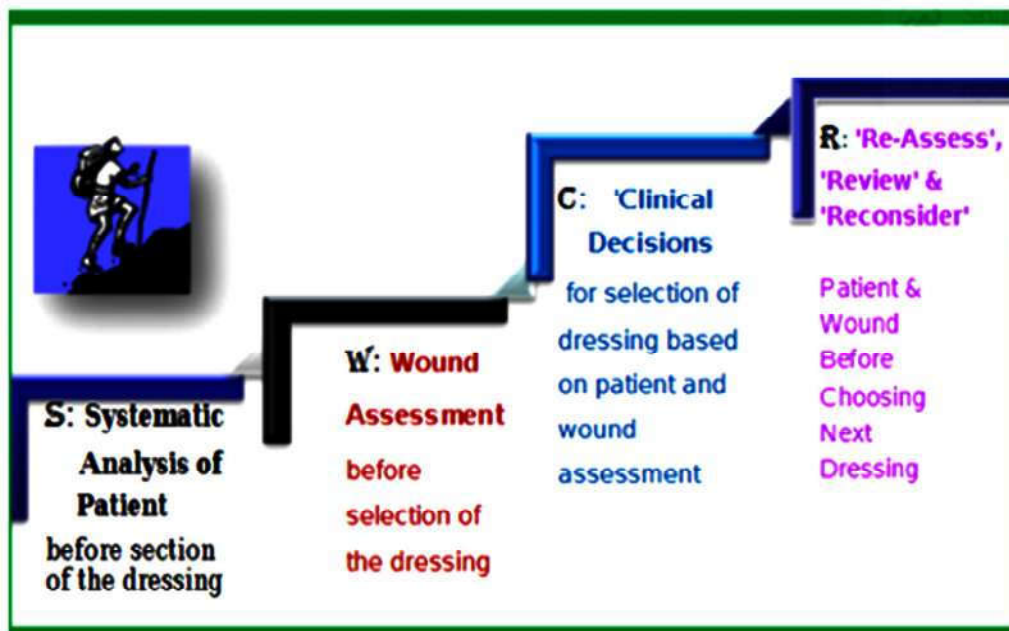 S: Systematic
Analysis of
Patient
before section
of the dressing
W: Wound
Assessment
before
selection of
the dressing
C: 'Clinical
Decisions
for selection of
dressing based
on patient and
wound
assessment
R: 'Re-Assess',
'Review' &
'Reconsider'
Patient &
Wound
Before
Choosing
Next
Dressing